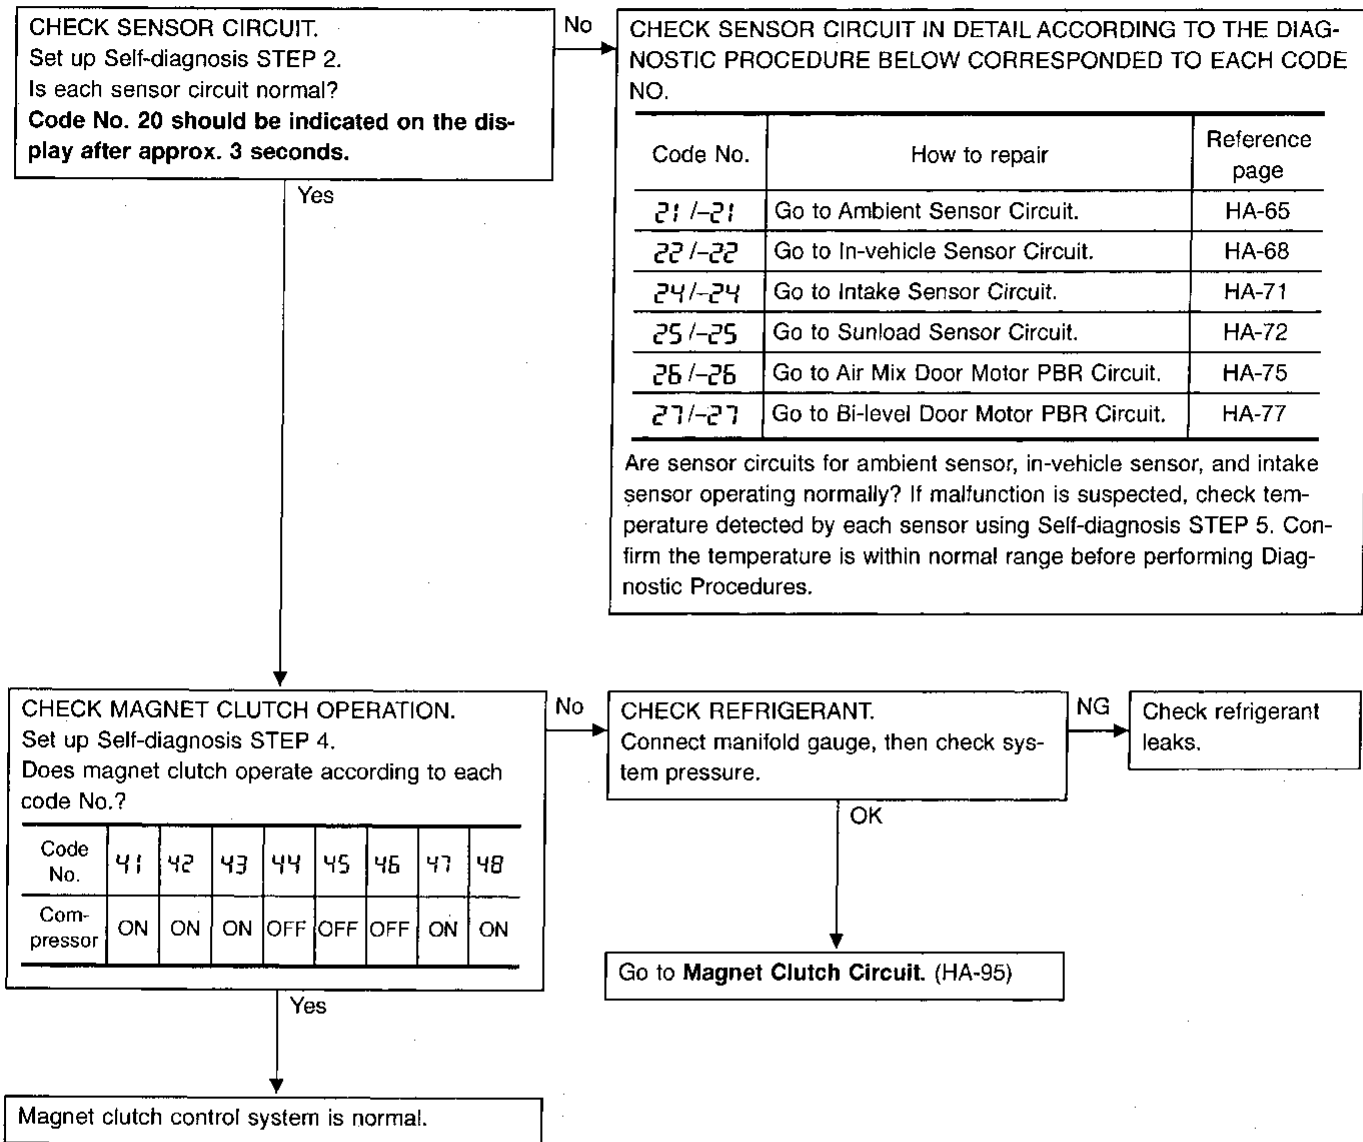 CHECK SENSOR CIRCUIT.
Set up Self-diagnosis STEP 2.
Is each sensor circuit normal?
Code No. 20 should be indicated on the dis-
play after approx. 3 seconds.
No
CHECK SENSOR CIRCUIT IN DETAIL ACCORDING TO THE DIAG-
NOSTIC PROCEDURE BELOW CORRESPONDED TO EACH CODE
NO.
Code No. How to repair Reference page
21/-21 Go to Ambient Sensor Circuit. HA-65
22/-22 Go to In-vehicle Sensor Circuit. HA-68
24/-24 Go to Intake Sensor Circuit. HA-71
25/-25 Go to Sunload Sensor Circuit. HA-72
26/-26 Go to Air Mix Door Motor PBR Circuit. HA-75
27/-27 Go to Bi-level Door Motor PBR Circuit. HA-77
Are sensor circuits for ambient sensor, in-vehicle sensor, and intake
sensor operating normally? If malfunction is suspected, check tem-
perature detected by each sensor using Self-diagnosis STEP 5. Con-
firm the temperature is within normal range before performing Diag-
nostic Procedures.
Yes
CHECK MAGNET CLUTCH OPERATION.
Set up Self-diagnosis STEP 4.
Does magnet clutch operate according to each
code No.?
Code No. 41 42 43 44 45 46 47 48
Com-
pressor ON ON ON OFF OFF OFF ON ON
No
CHECK REFRIGERANT.
Connect manifold gauge, then check sys-
tem pressure.
NG
Check refrigerant
leaks.
OK
Go to Magnet Clutch Circuit. (HA-95)
Yes
Magnet clutch control system is normal.